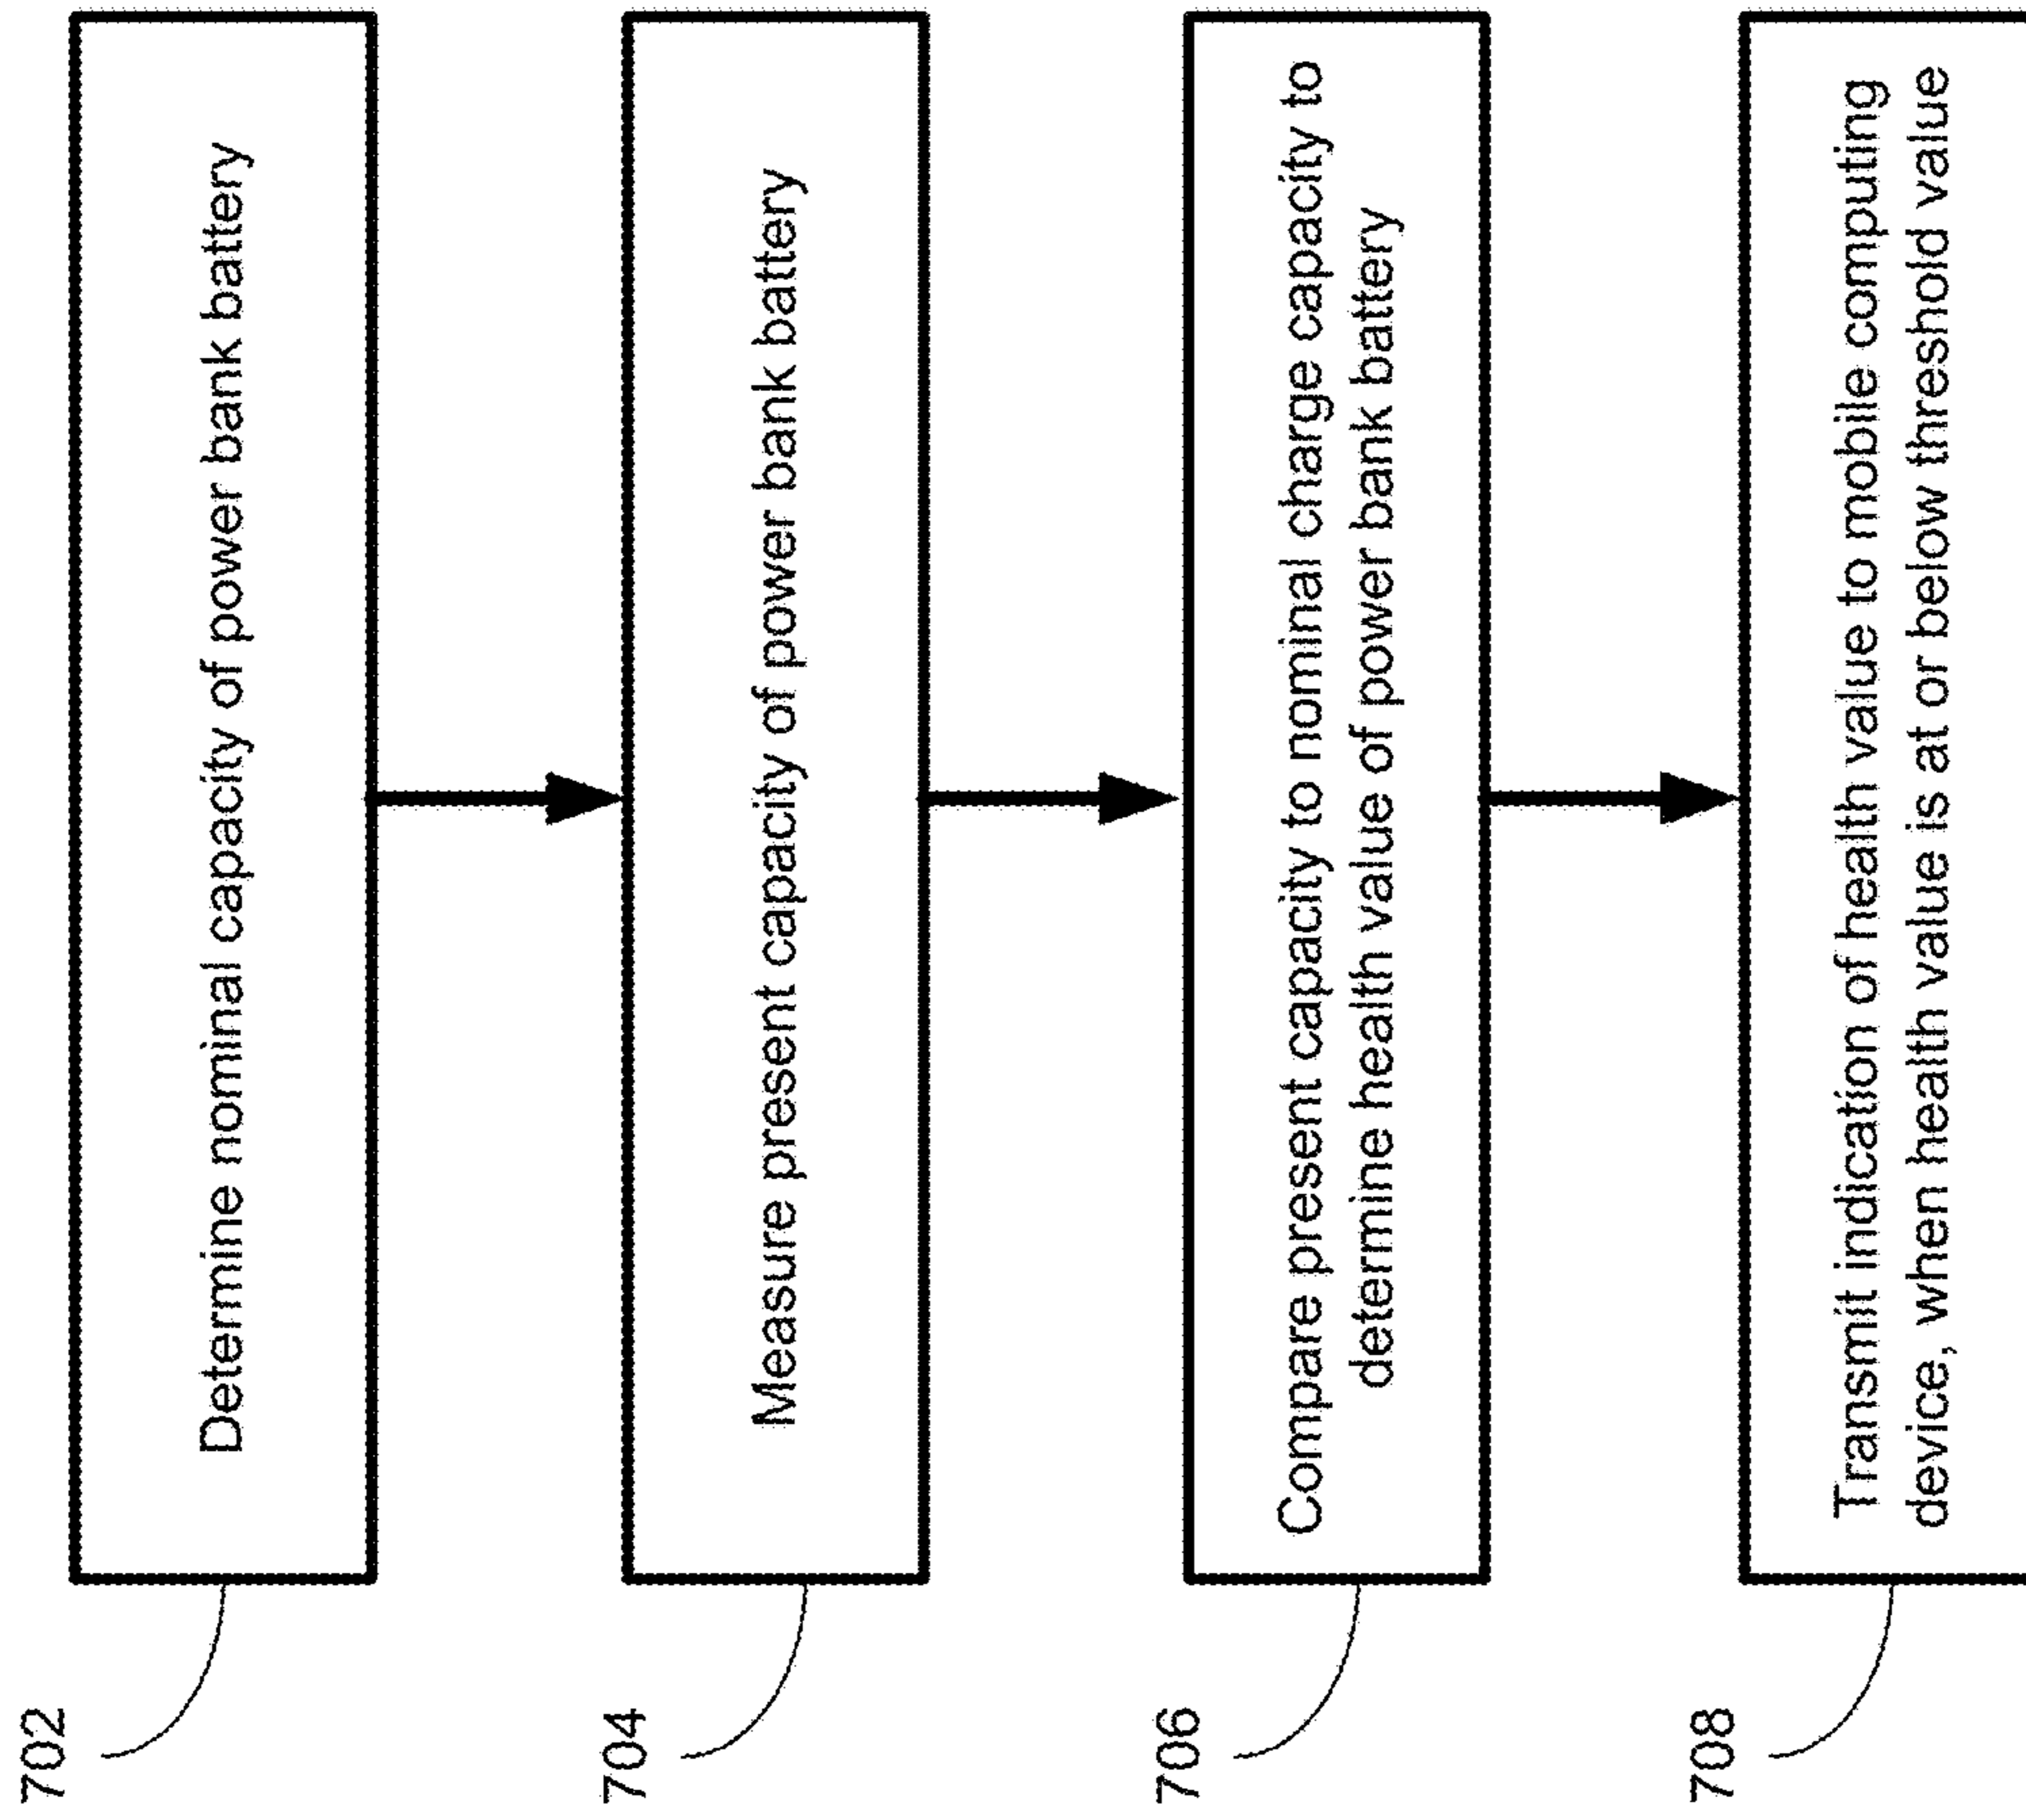 702
Determine nominal capacity of power bank battery
704
Measure present capacity of power bank battery
706
Compare present capacity to nominal charge capacity to
determine health value of power bank battery
708
Transmit indication of health value to mobile computing
device, when health value is at or below threshold value